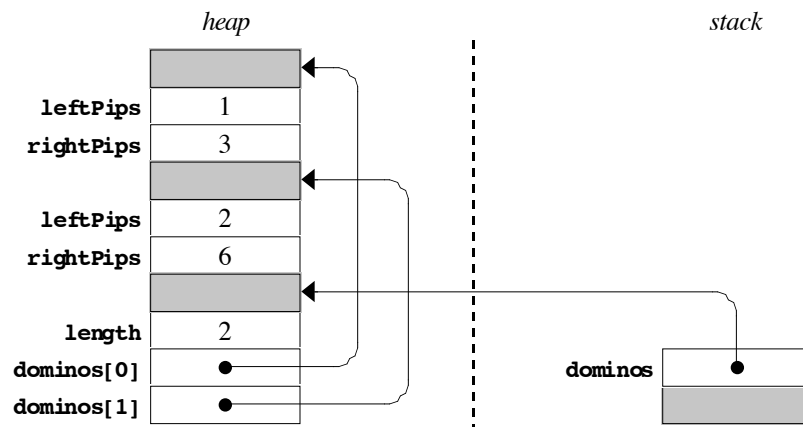 heap stack
leftPips 1
rightPips 3
leftPips 2
rightPips 6
length 2
dominos[0] dominos
dominos[1]